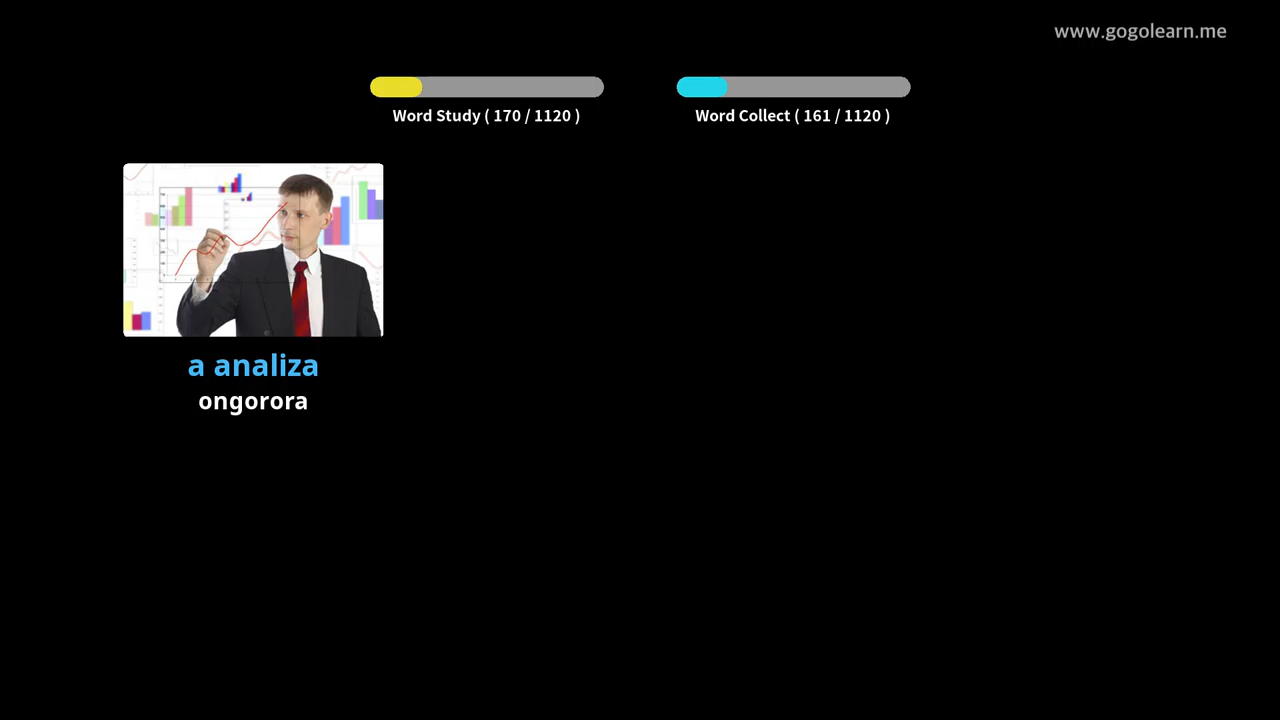 www.gogolearn.me
Word Study ( 170 / 1120 )
Word Collect ( 161 / 1120 )
a analiza
ongorora